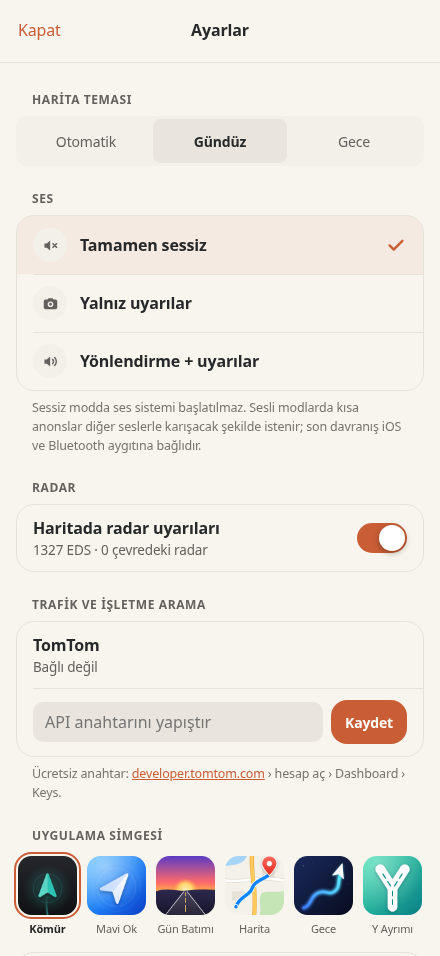 Kapat
Ayarlar
HARİTA TEMASI
Otomatik
Gündüz
Gece
SES
Tamamen sessiz
Yalnız uyarılar
Yönlendirme + uyarılar
Sessiz modda ses sistemi başlatılmaz. Sesli modlarda kısa
anonslar diğer seslerle karışacak şekilde istenir; son davranış iOS
ve Bluetooth aygıtına bağlıdır.
RADAR
Haritada radar uyarıları
1327 EDS · 0 çevredeki radar
TRAFİK VE İŞLETME ARAMA
TomTom
Bağlı değil
API anahtarını yapıştır
Kaydet
Ücretsiz anahtar: developer.tomtom.com › hesap aç › Dashboard ›
Keys.
UYGULAMA SİMGESİ
Kömür
Mavi Ok
Gün Batımı
Harita
Gece
Y Ayrımı